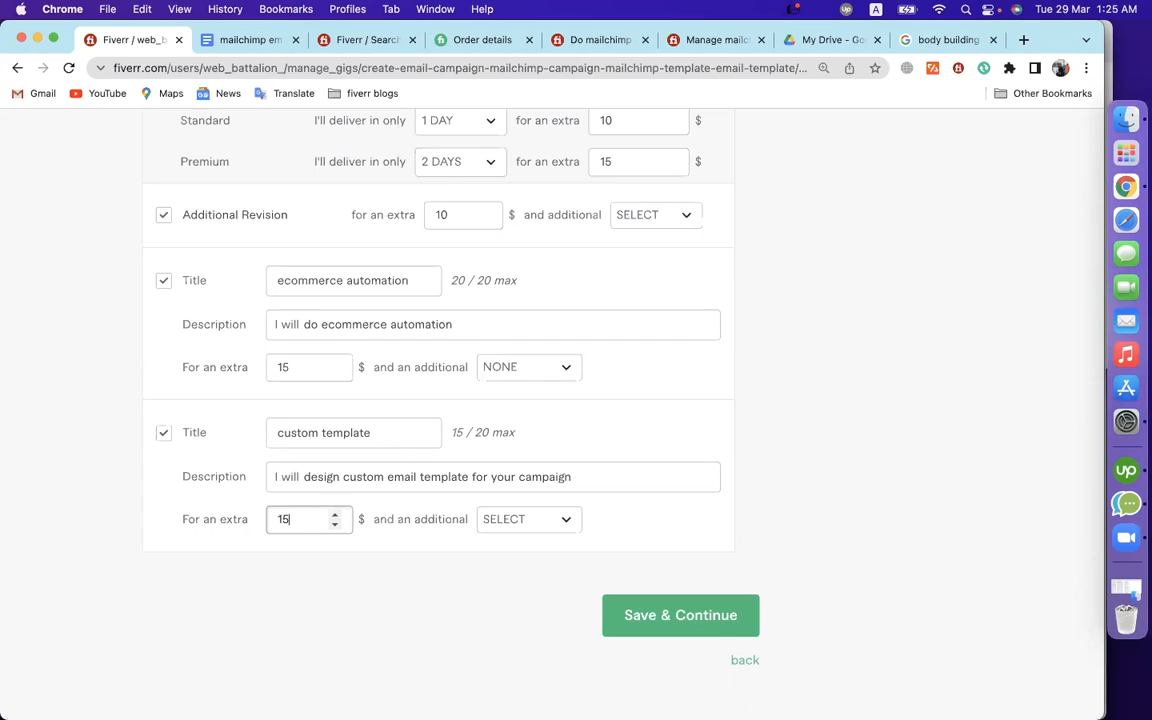 Chrome File Edit View History Bookmarks Profiles Tab Window Help A Tue 29 Mar 1:25 AM
Fiverr / web_b mailchimp em Fiverr / Search Order details Do mailchimp Manage mailc My Drive - Go body building
fiverr.com/users/web_battalion_/manage_gigs/create-email-campaign-mailchimp-campaign-mailchimp-template-email-template/...
Gmail YouTube Maps News Translate fiverr blogs Other Bookmarks
Standard I'll deliver in only 1 DAY for an extra 10 $
Premium I'll deliver in only 2 DAYS for an extra 15 $
Additional Revision for an extra 10 $ and additional SELECT
Title ecommerce automation 20 / 20 max
Description I will do ecommerce automation
For an extra 15 $ and an additional NONE
Title custom template 15 / 20 max
Description I will design custom email template for your campaign
For an extra 15 $ and an additional SELECT
Save & Continue
back
up